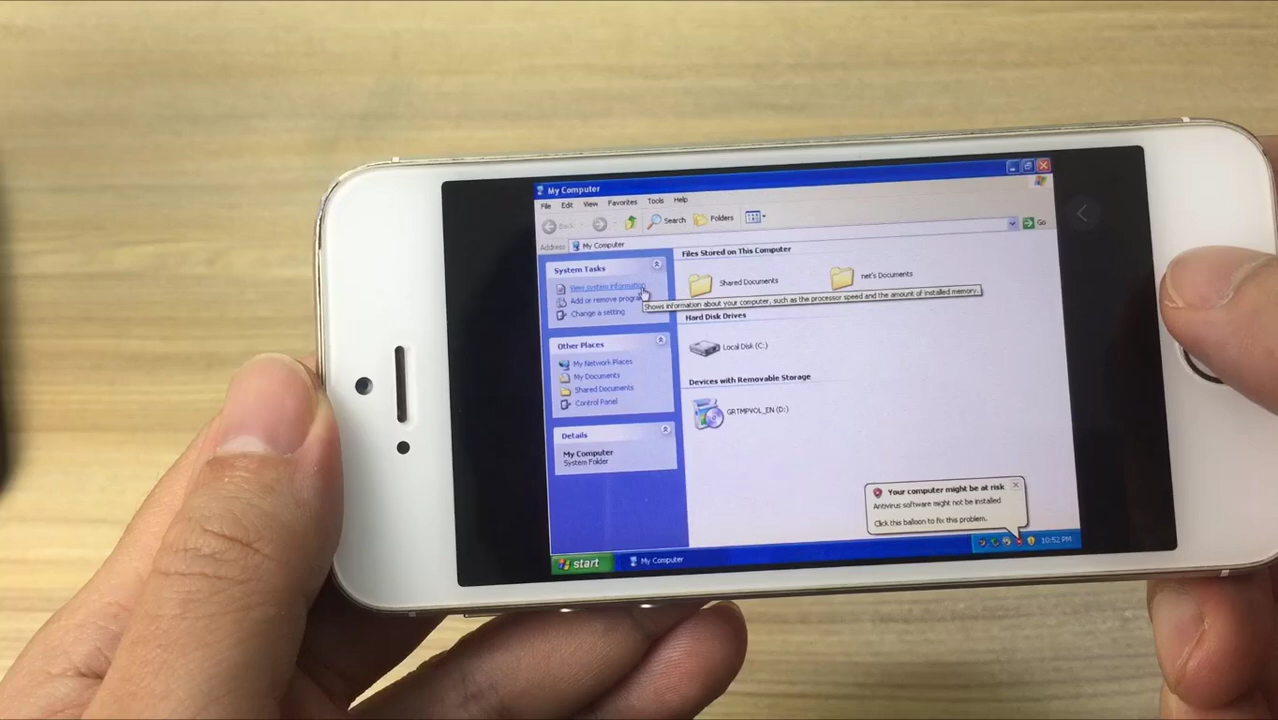 My Computer
File Edit View Favorites Tools Help
Back Search Folders
Address My Computer Go
System Tasks
View system information
Add or remove progra
Change a setting
Other Places
My Network Places
My Documents
Shared Documents
Control Panel
Details
My Computer
System Folder
Files Stored on This Computer
Shared Documents net's Documents
Shows information about your computer, such as the processor speed and the amount of installed memory.
Hard Disk Drives
Local Disk (C:)
Devices with Removable Storage
GRTMPVOL_EN (D:)
Your computer might be at risk
Antivirus software might not be installed
Click this balloon to fix this problem.
start My Computer 10:52 PM